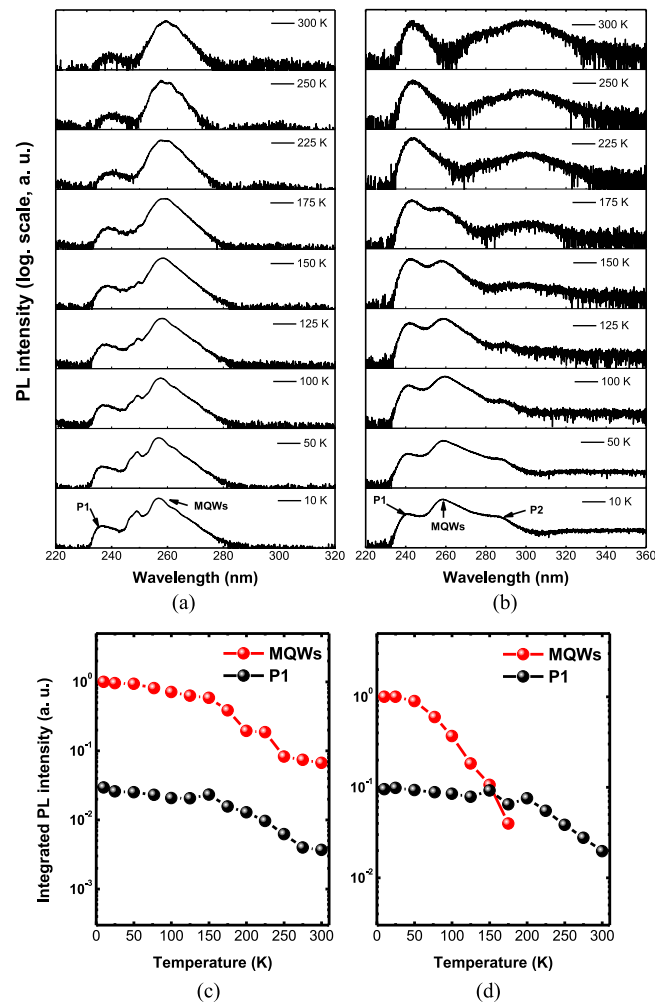 PL intensity (log. scale, a. u.)
300 K
250 K
225 K
175 K
150 K
125 K
100 K
50 K
10 K
P1
MQWs
220 240 260 280 300 320
Wavelength (nm)
(a)
300 K
250 K
225 K
175 K
150 K
125 K
100 K
50 K
10 K
P1
MQWs
P2
220 240 260 280 300 320 340 360
Wavelength (nm)
(b)
Integrated PL intensity (a. u.)
MQWs
P1
10⁰
10⁻¹
10⁻²
10⁻³
0 50 100 150 200 250 300
Temperature (K)
(c)
MQWs
P1
10⁰
10⁻¹
10⁻²
0 50 100 150 200 250 300
Temperature (K)
(d)